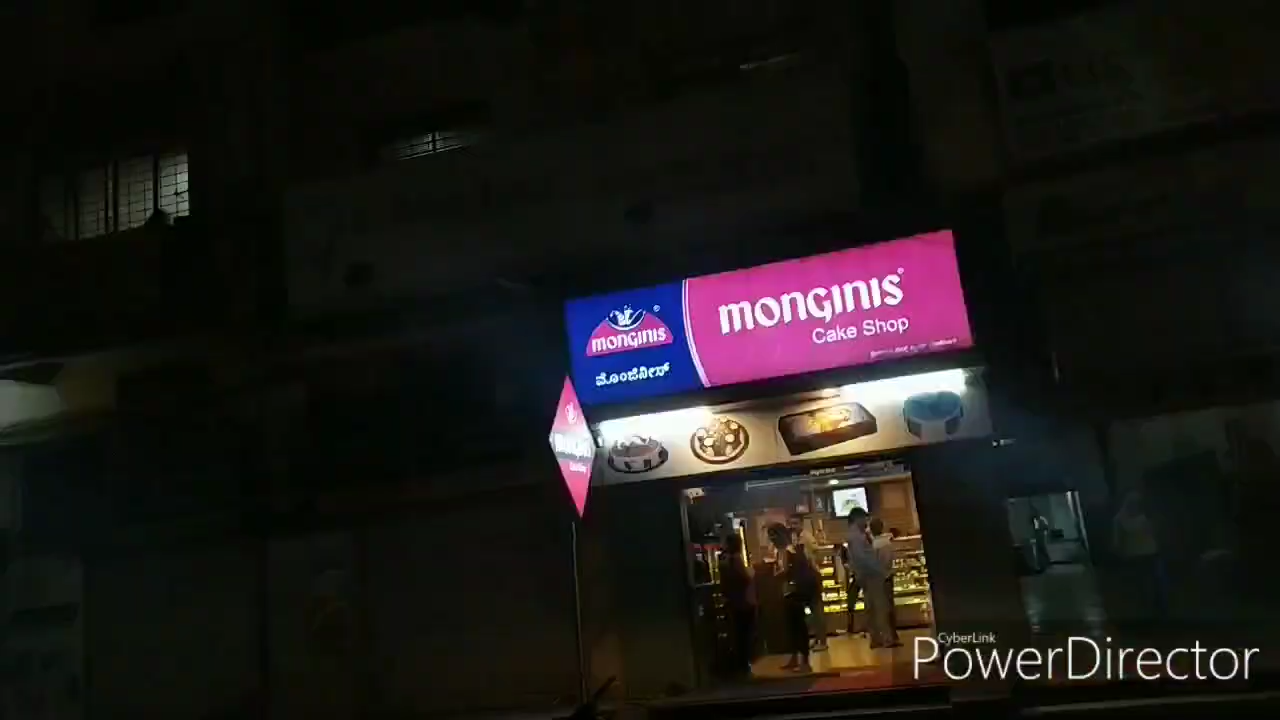 MONGINIS
ಮೊಂಜಿನೀಸ್
MONGINIS
Cake Shop
CyberLink
PowerDirector